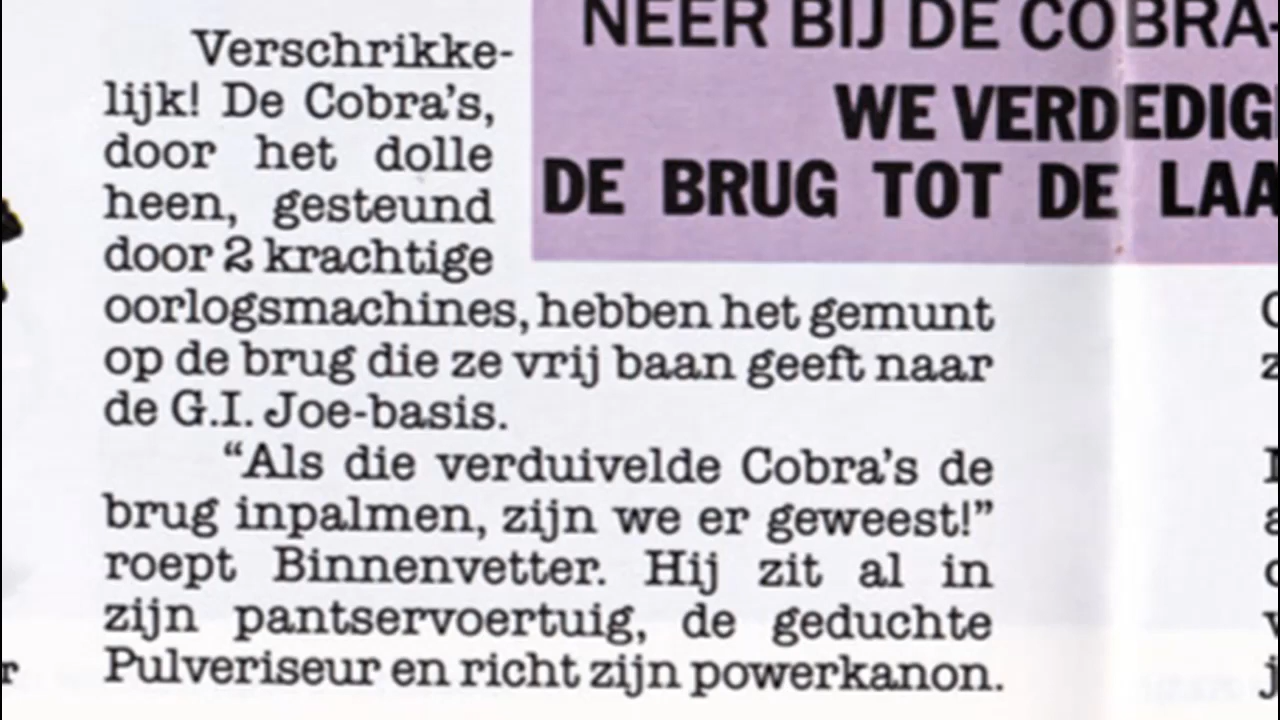 NEER BIJ DE COBRA-
WE VERDEDIG
DE BRUG TOT DE LAA
Verschrikke-
lijk! De Cobra's,
door het dolle
heen, gesteund
door 2 krachtige
oorlogsmachines, hebben het gemunt
op de brug die ze vrij baan geeft naar
de G.I. Joe-basis.
“Als die verduivelde Cobra's de
brug inpalmen, zijn we er geweest!”
roept Binnenvetter. Hij zit al in
zijn pantservoertuig, de geduchte
Pulveriseur en richt zijn powerkanon.